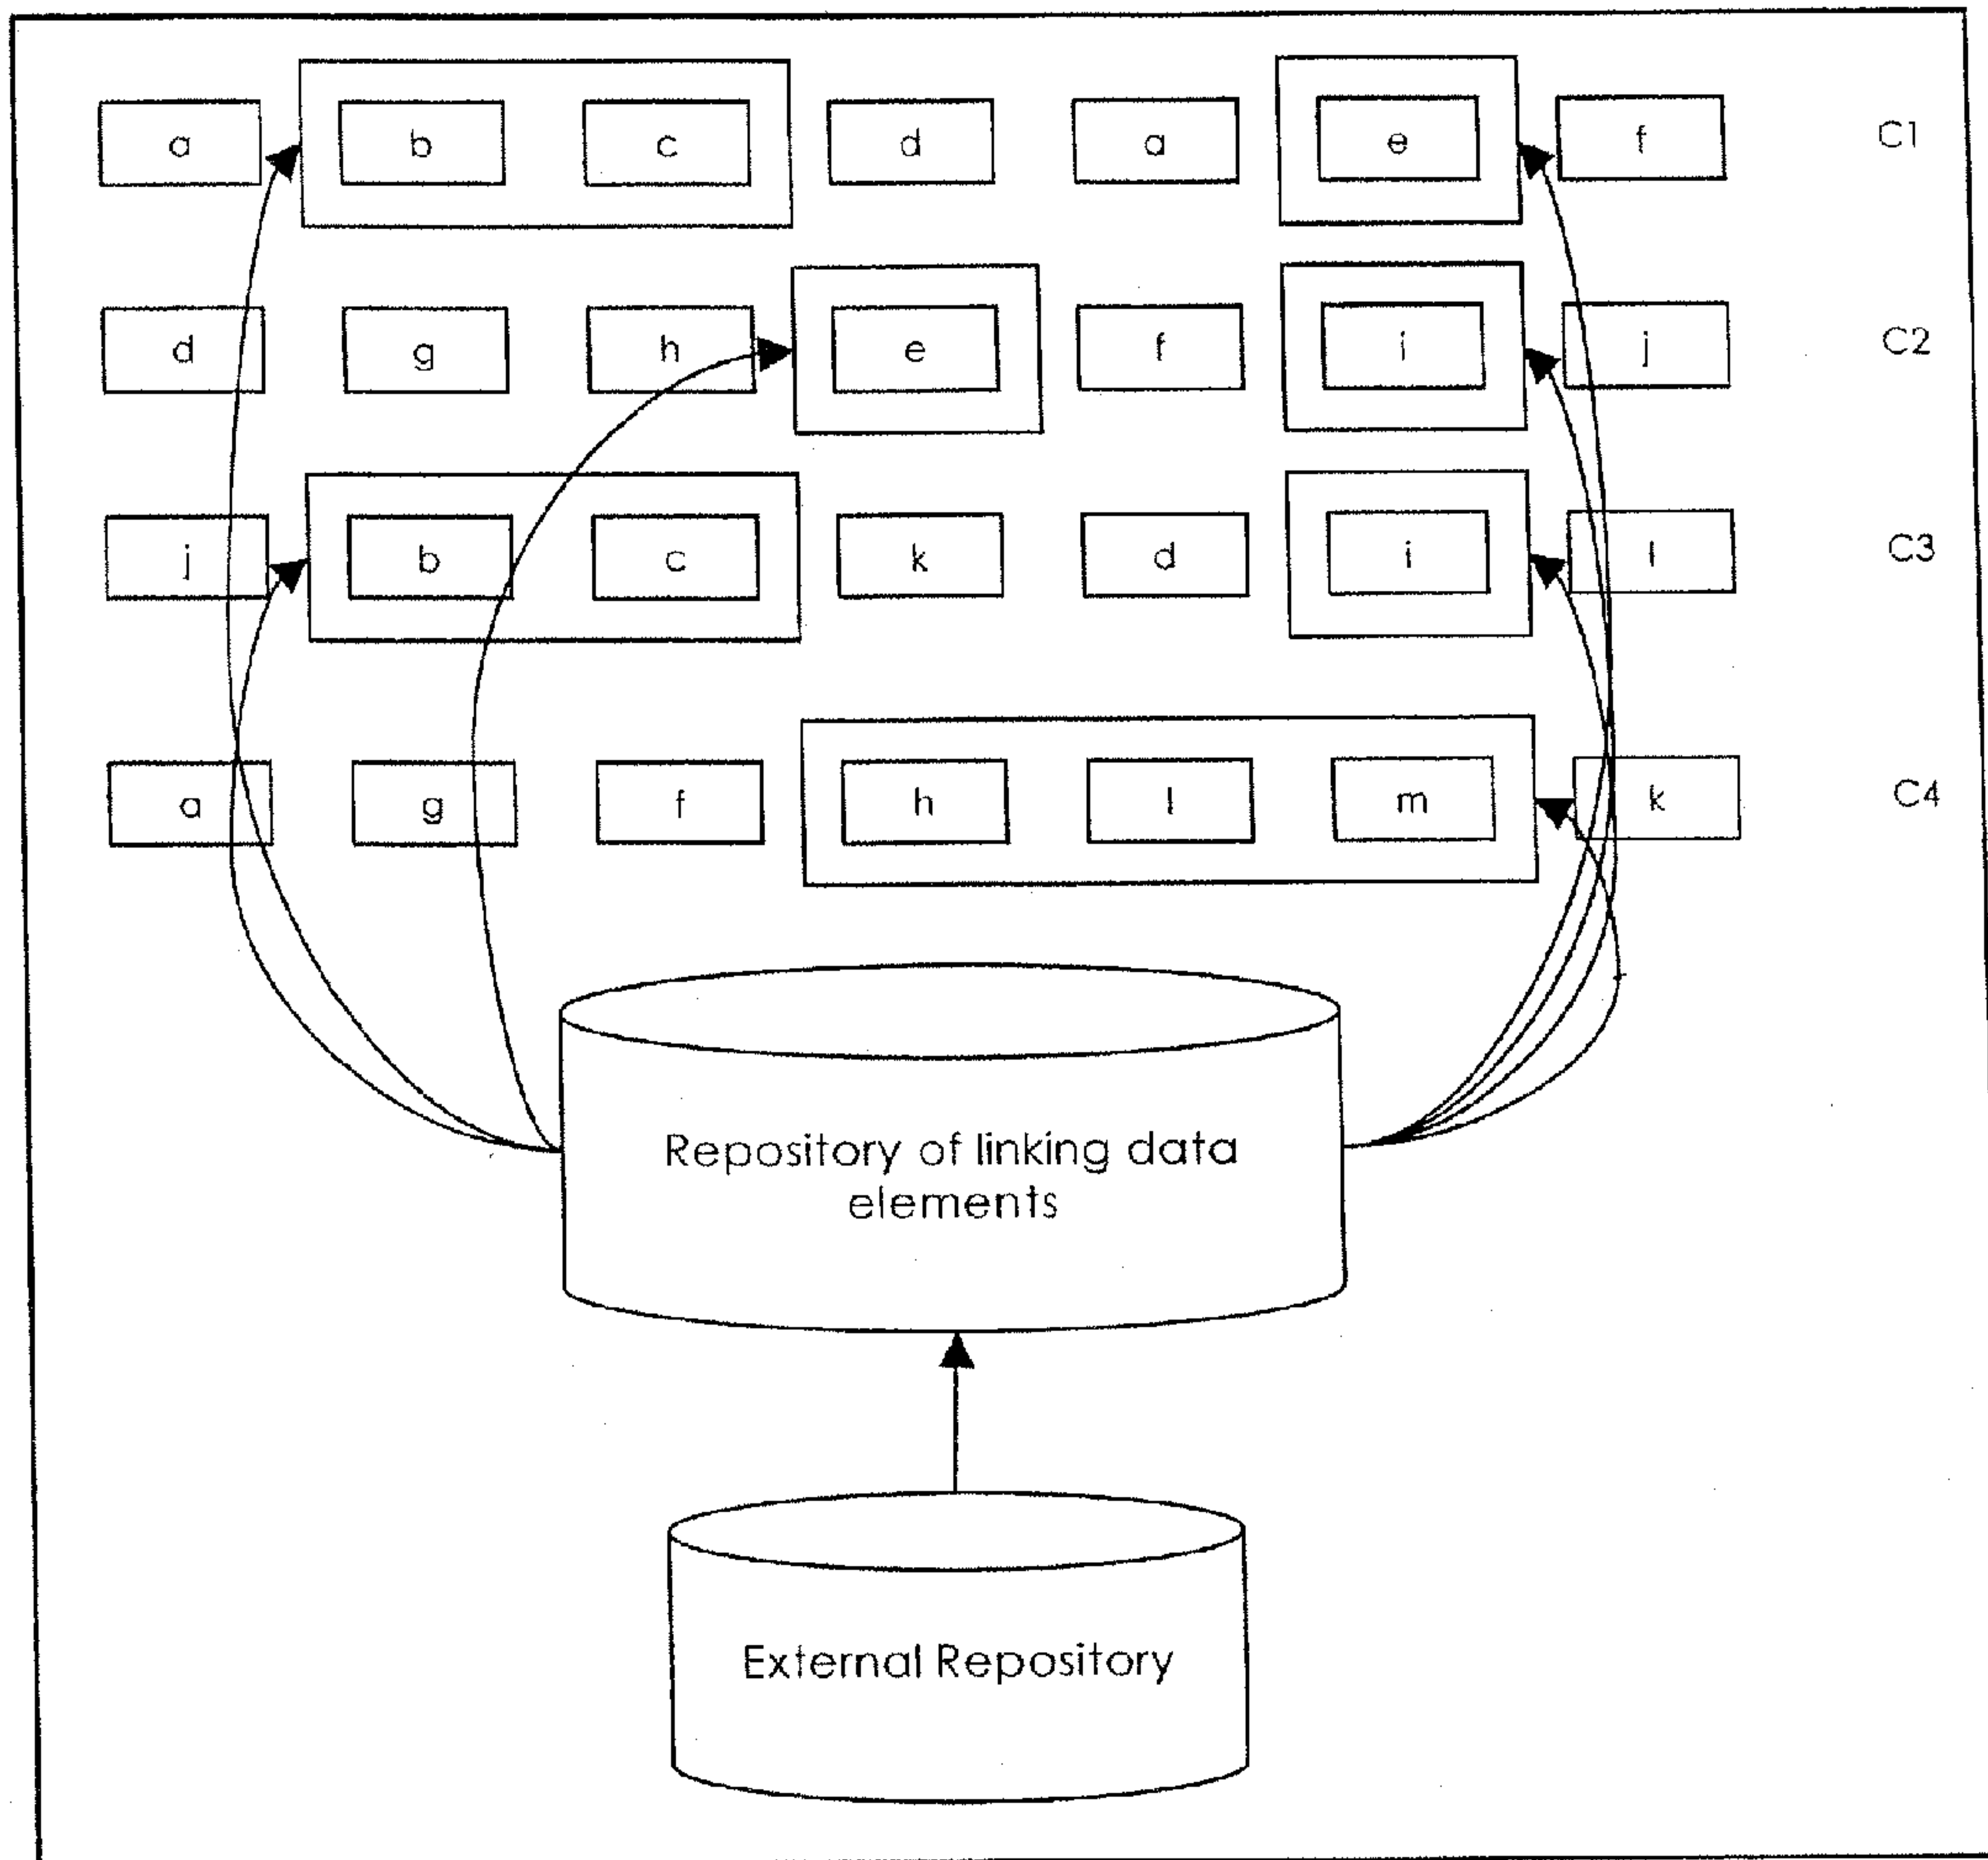 a b c d a e f C1
d g h e f i j C2
j b c k d i l C3
a g f h l m k C4
Repository of linking data
elements
External Repository